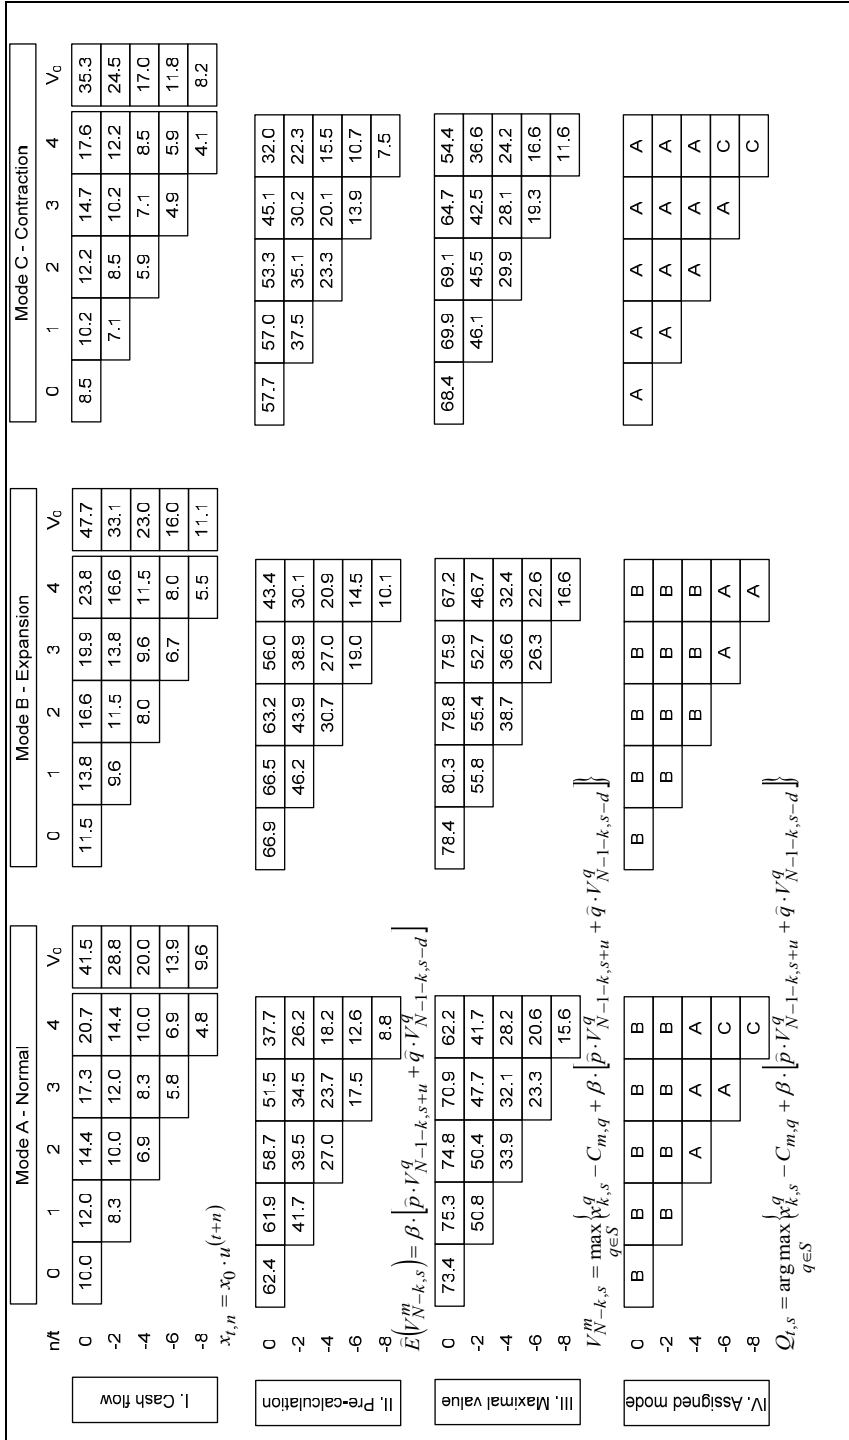 Mode A - Normal Mode B - Expansion Mode C - Contraction
n/t 0 1 2 3 4 V₀ 0 1 2 3 4 V₀ 0 1 2 3 4 V₀
I. Cash flow
0 10.0 12.0 14.4 17.3 20.7 41.5 11.5 13.8 16.6 19.9 23.8 47.7 8.5 10.2 12.2 14.7 17.6 35.3
-2 8.3 10.0 12.0 14.4 28.8 9.6 11.5 13.8 16.6 33.1 7.1 8.5 10.2 12.2 24.5
-4 6.9 8.3 10.0 20.0 8.0 9.6 11.5 23.0 5.9 7.1 8.5 17.0
-6 5.8 6.9 13.9 6.7 8.0 16.0 4.9 5.9 11.8
-8 4.8 9.6 5.5 11.1 4.1 8.2
x_{t,n} = x_0 · u^{(t+n)}
II. Pre-calculation
0 62.4 61.9 58.7 51.5 37.7 66.9 66.5 63.2 56.0 43.4 57.7 57.0 53.3 45.1 32.0
-2 41.7 39.5 34.5 26.2 46.2 43.9 38.9 30.1 37.5 35.1 30.2 22.3
-4 27.0 23.7 18.2 30.7 27.0 20.9 23.3 20.1 15.5
-6 17.5 12.6 19.0 14.5 13.9 10.7
-8 8.8 10.1 7.5
Ê(V^m_{N-k,s}) = β · [p̂ · V^q_{N-1-k,s+u} + q̂ · V^q_{N-1-k,s-d}]
III. Maximal value
0 73.4 75.3 74.8 70.9 62.2 78.4 80.3 79.8 75.9 67.2 68.4 69.9 69.1 64.7 54.4
-2 50.8 50.4 47.7 41.7 55.8 55.4 52.7 46.7 46.1 45.5 42.5 36.6
-4 33.9 32.1 28.2 38.7 36.6 32.4 29.9 28.1 24.2
-6 23.3 20.6 26.3 22.6 19.3 16.6
-8 15.6 16.6 11.6
V^m_{N-k,s} = max_{q∈S} {x^q_{k,s} - C_{m,q} + β · [p̂ · V^q_{N-1-k,s+u} + q̂ · V^q_{N-1-k,s-d}]}
IV. Assigned mode
0 B B B B B B B B B B A A A A A
-2 B B B B B B B B A A A A
-4 A A A B B B A A A
-6 A C A A A C
-8 C A C
Q_{t,s} = arg max_{q∈S} {x^q_{k,s} - C_{m,q} + β · [p̂ · V^q_{N-1-k,s+u} + q̂ · V^q_{N-1-k,s-d}]}